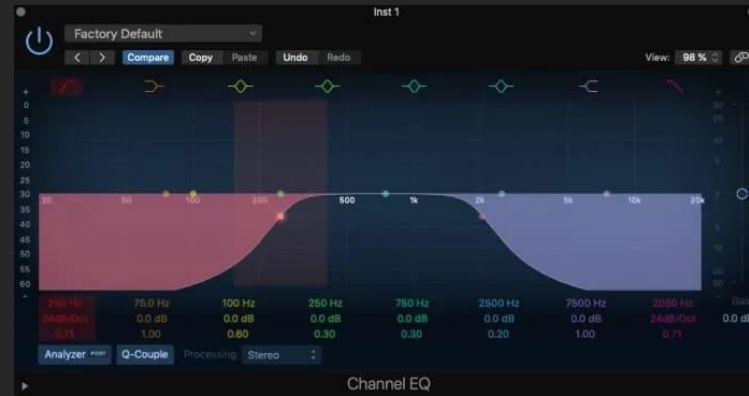 Inst 1
Factory Default
Compare Copy Paste Undo Redo View: 98 %
+
0
5
10
15
20
25
30
35
40
45
50
55
60
-
20 50 100 200 500 1k 2k 5k 10k 20k
250 Hz 75.0 Hz 100 Hz 250 Hz 750 Hz 2500 Hz 7500 Hz 2050 Hz
24dB/Oct 0.0 dB 0.0 dB 0.0 dB 0.0 dB 0.0 dB 0.0 dB 24dB/Oct 0.0 dB
0.71 1.00 0.60 0.30 0.30 0.20 1.00 0.71
Analyzer POST Q-Couple Processing: Stereo
Channel EQ